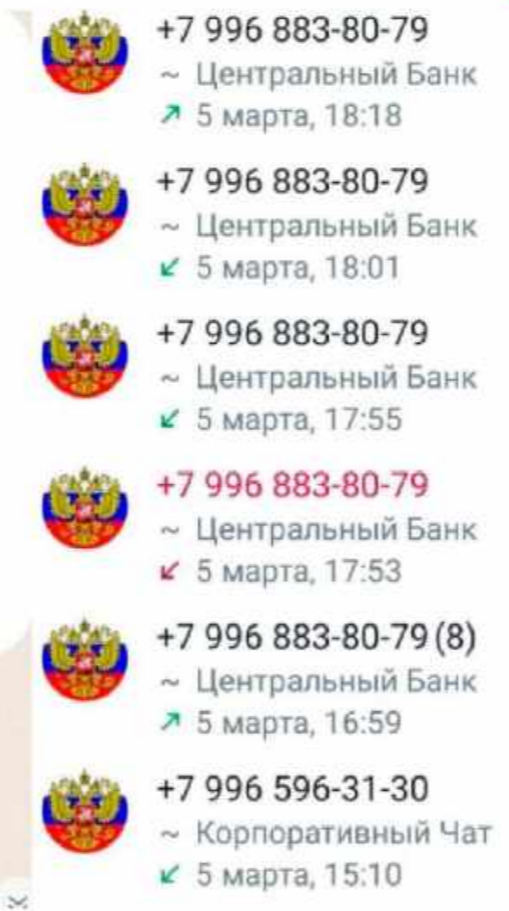 +7 996 883-80-79
~ Центральный Банк
5 марта, 18:18
+7 996 883-80-79
~ Центральный Банк
5 марта, 18:01
+7 996 883-80-79
~ Центральный Банк
5 марта, 17:55
+7 996 883-80-79
~ Центральный Банк
5 марта, 17:53
+7 996 883-80-79 (8)
~ Центральный Банк
5 марта, 16:59
+7 996 596-31-30
~ Корпоративный Чат
5 марта, 15:10